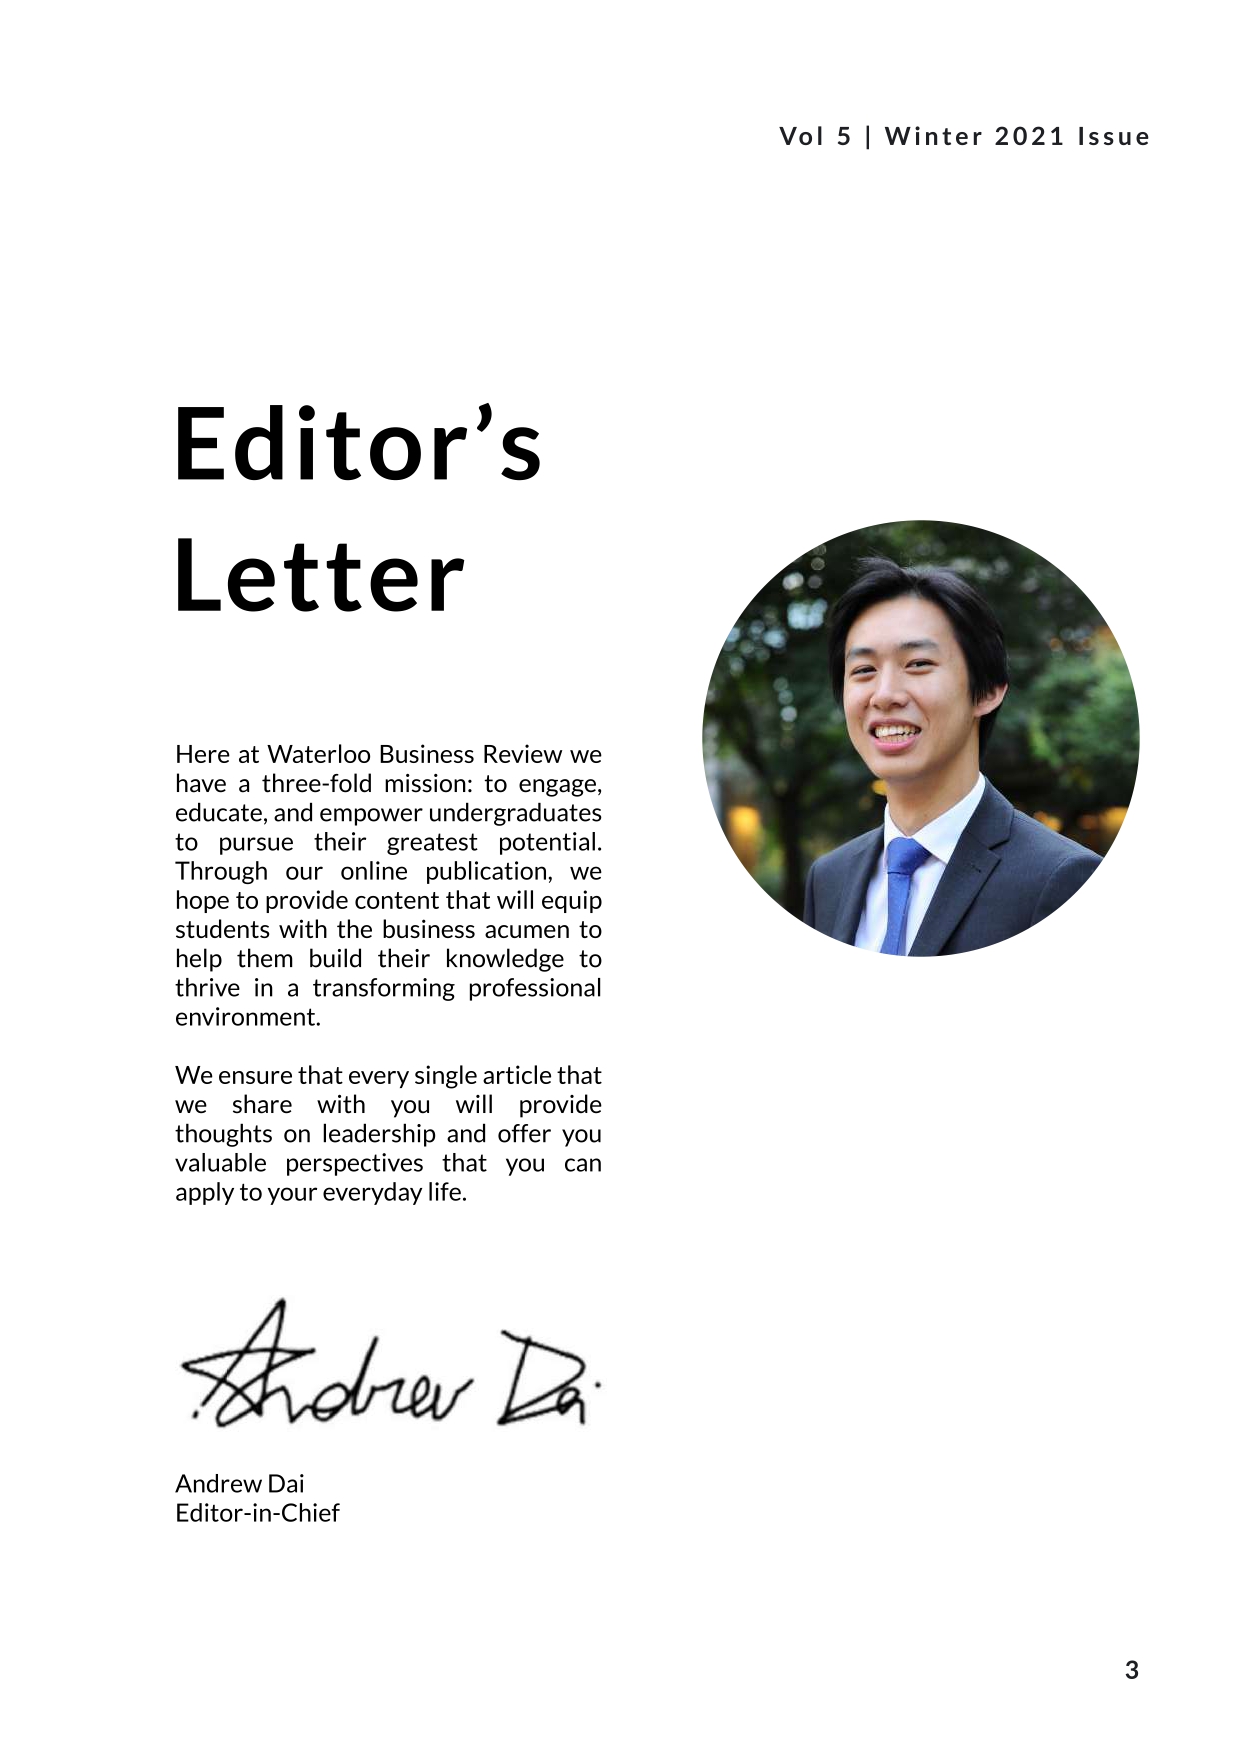 Vol 5 | Winter 2021 Issue
Editor’s
Letter
Here at Waterloo Business Review we
have a three-fold mission: to engage,
educate, and empower undergraduates
to pursue their greatest potential.
Through our online publication, we
hope to provide content that will equip
students with the business acumen to
help them build their knowledge to
thrive in a transforming professional
environment.
We ensure that every single article that
we share with you will provide
thoughts on leadership and offer you
valuable perspectives that you can
apply to your everyday life.
Andrew Dai
Andrew Dai
Editor-in-Chief
3